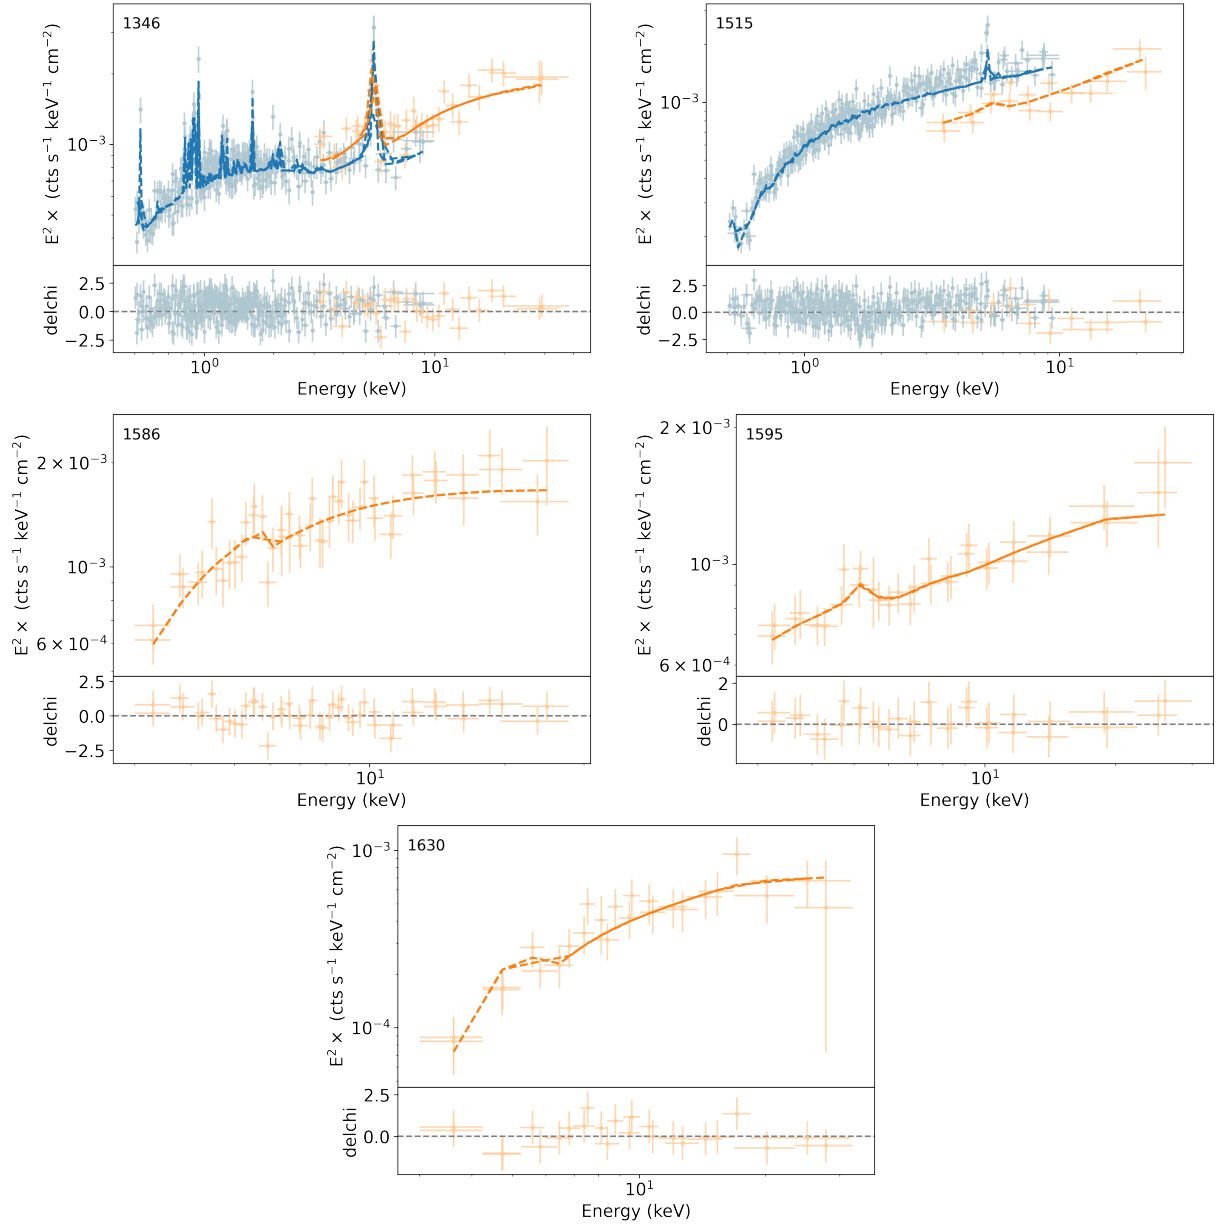 1346
10⁻³
E² × (cts s⁻¹ keV⁻¹ cm⁻²)
2.5
0.0
−2.5
delchi
10⁰
10¹
Energy (keV)
1515
10⁻³
E² × (cts s⁻¹ keV⁻¹ cm⁻²)
2.5
0.0
−2.5
delchi
10⁰
10¹
Energy (keV)
1586
2 × 10⁻³
10⁻³
6 × 10⁻⁴
E² × (cts s⁻¹ keV⁻¹ cm⁻²)
2.5
0.0
−2.5
delchi
10¹
Energy (keV)
1595
2 × 10⁻³
10⁻³
6 × 10⁻⁴
E² × (cts s⁻¹ keV⁻¹ cm⁻²)
2
0
delchi
10¹
Energy (keV)
1630
10⁻³
10⁻⁴
E² × (cts s⁻¹ keV⁻¹ cm⁻²)
2.5
0.0
delchi
10¹
Energy (keV)